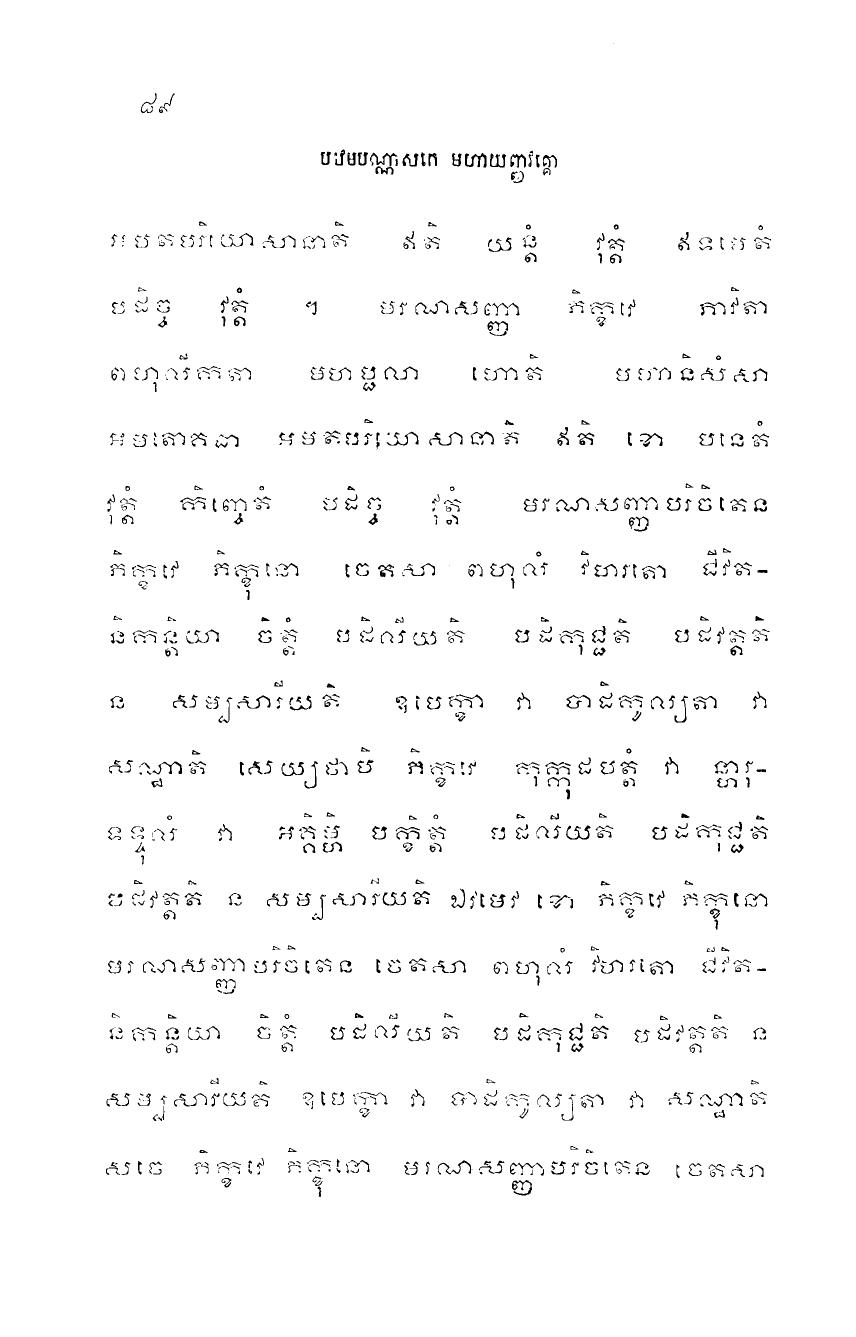 ៨៩
បឋមបណ្ណាសកេ មហាយញ្ញវគ្គោ
អមតបរិយោសានាតិ ឥតិ យន្តំ វុត្តំ ឥទមេតំ
បដិច្ច វុត្តំ ។ មរណសញ្ញា ភិក្ខវេ ភាវិតា
ពហុលីកតា មហប្ផលា ហោតិ មហានិសំសា
អមតោគធា អមតបរិយោសានាតិ ឥតិ ខោ បនេតំ
វុត្តំ កិញ្ចេតំ បដិច្ច វុត្តំ មរណសញ្ញាបរិចិតេន
ភិក្ខវេ ភិក្ខុនោ ចេតសា ពហុលំ វិហរតោ ជីវិត-
និកន្តិយា ចិត្តំ បដិលីយតិ បដិកុជ្ជតិ បដិវត្តតិ
ន សម្បសារីយតិ ឧបេក្ខា វា បាដិកូល្យតា វា
សណ្ឋាតិ សេយ្យថាបិ ភិក្ខវេ កុក្កុដបត្តំ វា ន្ហារុ-
ទទ្ទុលំ វា អគ្គិម្ហិ បក្ខិត្តំ បដិលីយតិ បដិកុជ្ជតិ
បដិវត្តតិ ន សម្បសារីយតិ ឯវមេវ ខោ ភិក្ខវេ ភិក្ខុនោ
មរណសញ្ញាបរិចិតេន ចេតសា ពហុលំ វិហរតោ ជីវិត-
និកន្តិយា ចិត្តំ បដិលីយតិ បដិកុជ្ជតិ បដិវត្តតិ ន
សម្បសារីយតិ ឧបេក្ខា វា បាដិកូល្យតា វា សណ្ឋាតិ
សចេ ភិក្ខវេ ភិក្ខុនោ មរណសញ្ញាបរិចិតេន ចេតសា